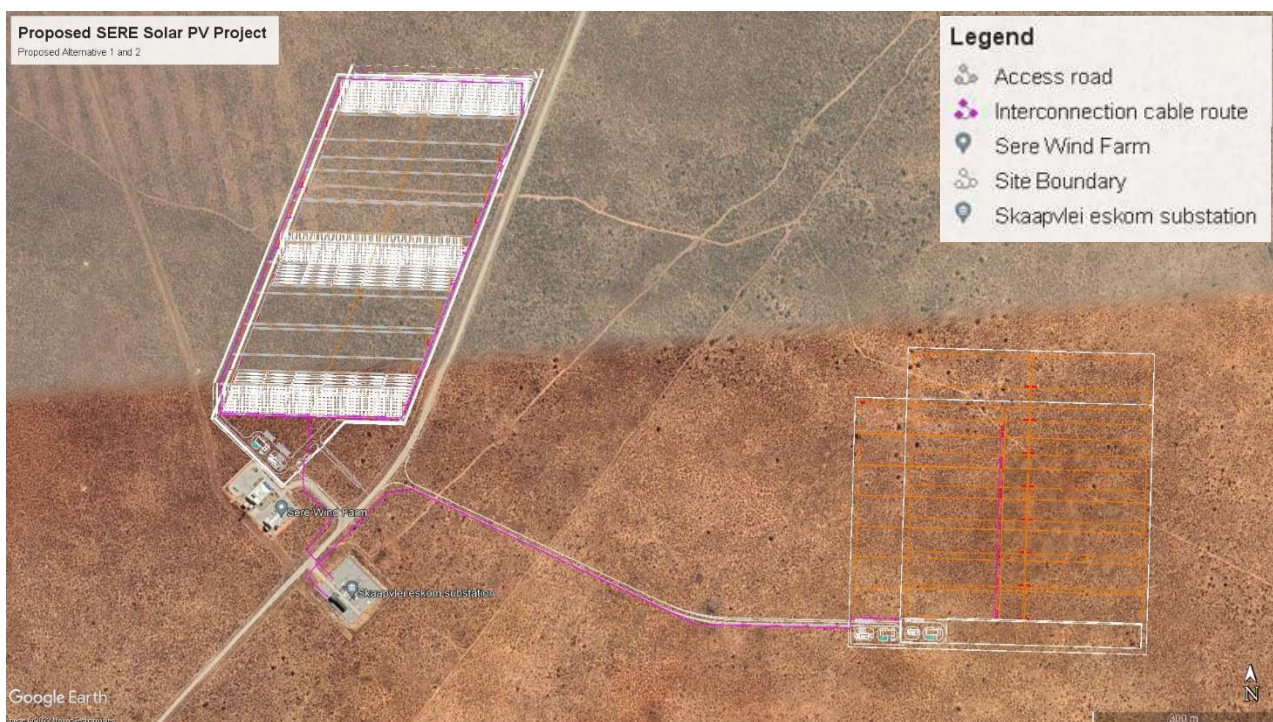 Proposed SERE Solar PV Project
Proposed Alternative 1 and 2
Legend
Access road
Interconnection cable route
Sere Wind Farm
Site Boundary
Skaapvlei eskom substation
Sere Wind Farm
Skaapvlei eskom substation
Google Earth
N
300 m